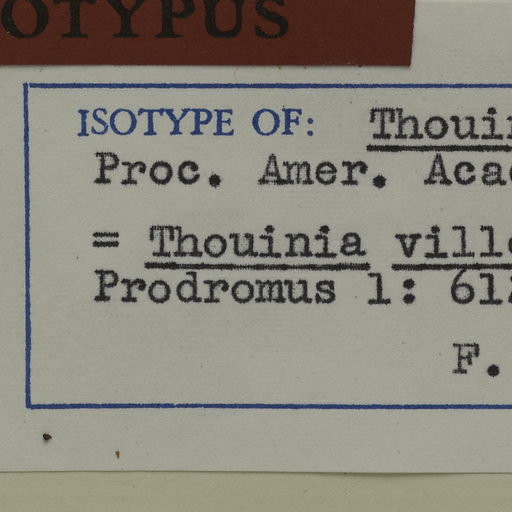 OTYPUS
ISOTYPE OF: Thoui
Proc. Amer. Aca
= Thouinia vill
Prodromus 1: 61
F.